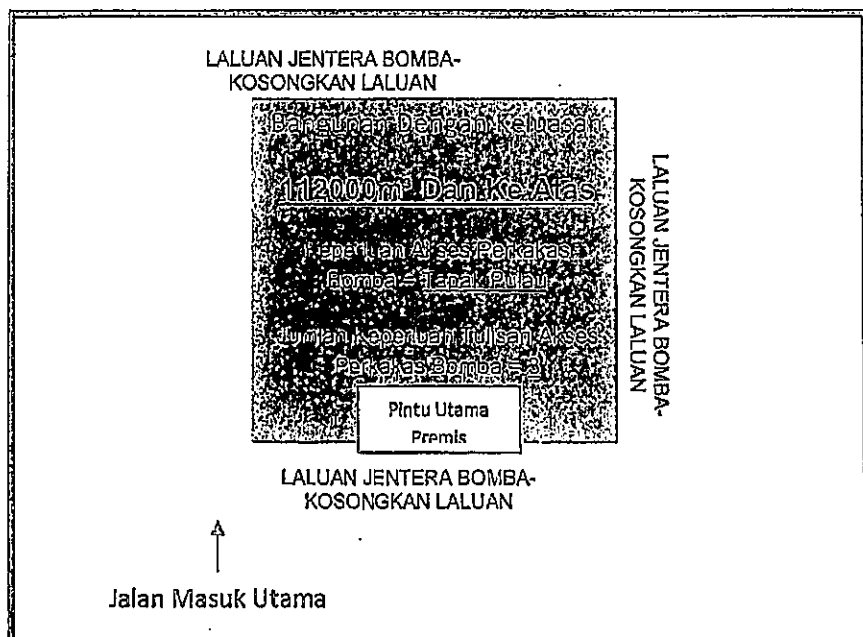 LALUAN JENTERA BOMBA-
KOSONGKAN LALUAN
Bangunan Dengan Keluasan
112000m² Dan Ke Atas
Keperluan Akses Perkakas
Bomba = Tapak Pulau
Jumlah Keperluan Tulisan Akses
Perkakas Bomba = 3
Pintu Utama
Premis
LALUAN JENTERA BOMBA-
KOSONGKAN LALUAN
LALUAN JENTERA BOMBA-
KOSONGKAN LALUAN
Jalan Masuk Utama